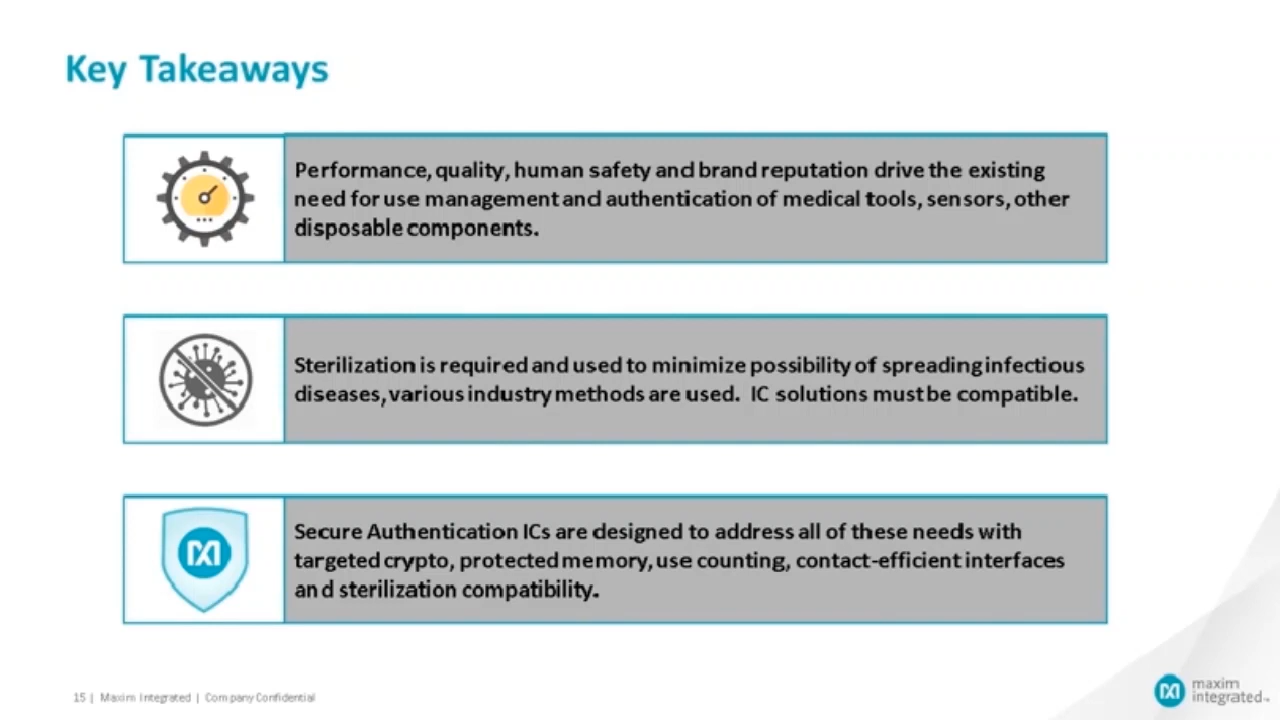 Key Takeaways
Performance, quality, human safety and brand reputation drive the existing
need for use management and authentication of medical tools, sensors, other
disposable components.
Sterilization is required and used to minimize possibility of spreading infectious
diseases, various industry methods are used. IC solutions must be compatible.
Secure Authentication ICs are designed to address all of these needs with
targeted crypto, protected memory, use counting, contact-efficient interfaces
and sterilization compatibility.
15 | Maxim Integrated | Company Confidential
maxim
integrated™